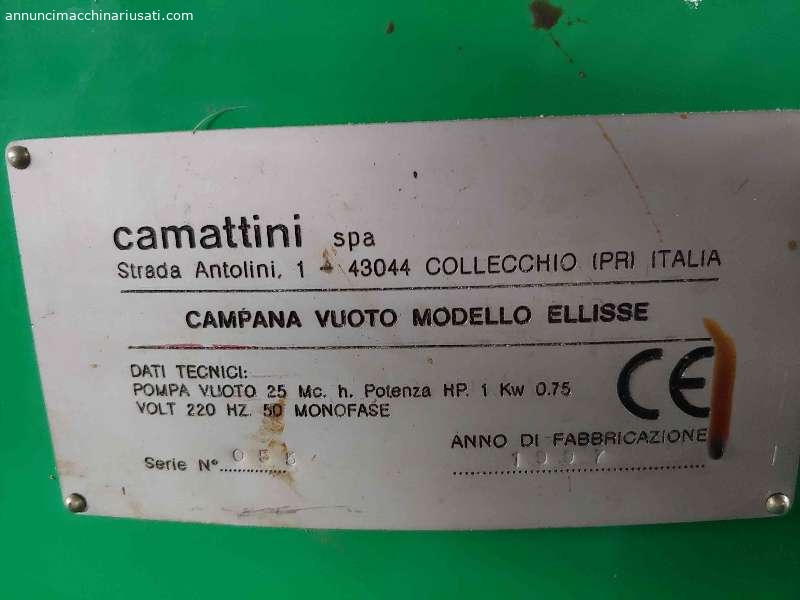 annuncimacchinariusati.com
camattini spa
Strada Antolini, 1 - 43044 COLLECCHIO (PR) ITALIA
CAMPANA VUOTO MODELLO ELLISSE
DATI TECNICI:
POMPA VUOTO 25 Mc. h. Potenza HP. 1 Kw 0.75
VOLT 220 HZ. 50 MONOFASE
CE
ANNO DI FABBRICAZIONE
1997
Serie N°